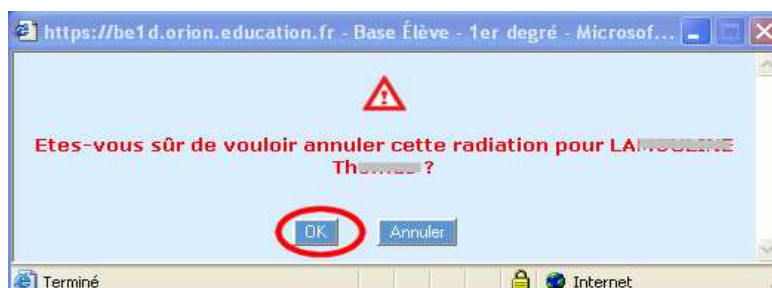 https://be1d.orion.education.fr - Base Élève - 1er degré - Microsof...
Etes-vous sûr de vouloir annuler cette radiation pour
?
OK Annuler
Terminé Internet